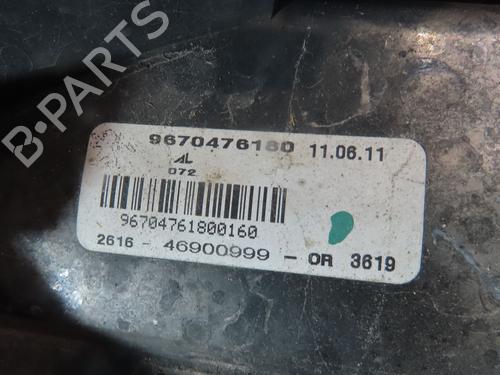 B-PARTS
9670476180 11.06.11
AL
072
96704761800160
2616 - 46900999 - OR 3619